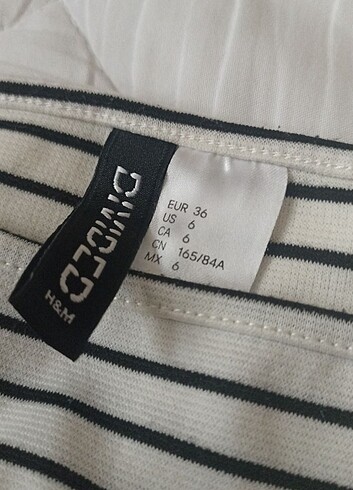 DIVIDED
H&M
EUR 36
US 6
CA 6
CN 165/84A
MX 6